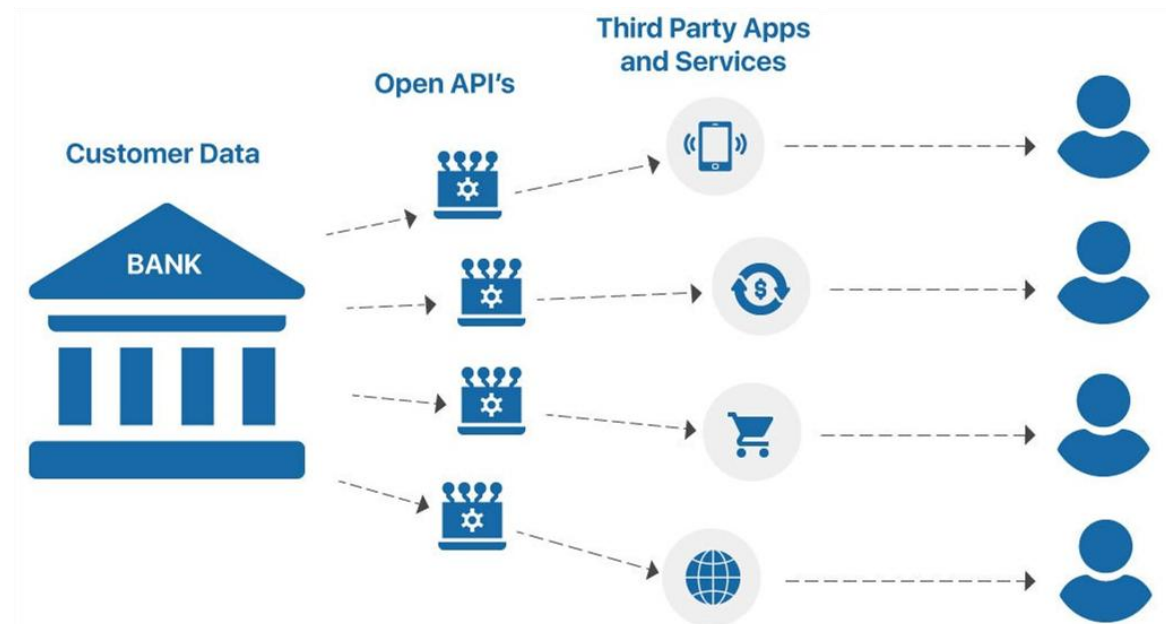 Third Party Apps
and Services
Open API's
Customer Data
BANK
$